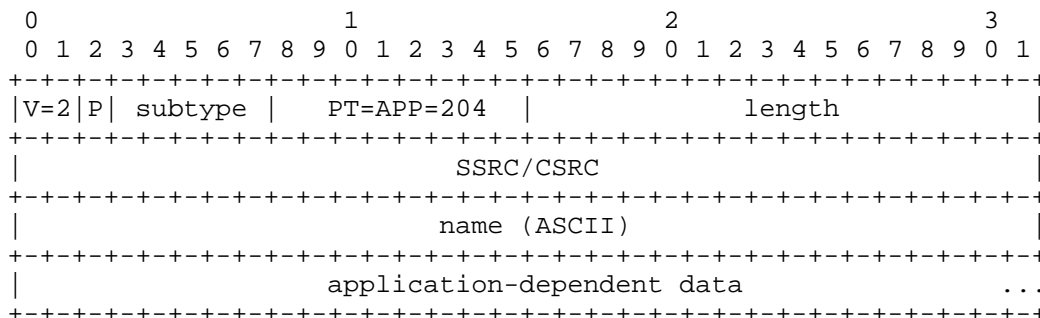 0                   1                   2                   3
 0 1 2 3 4 5 6 7 8 9 0 1 2 3 4 5 6 7 8 9 0 1 2 3 4 5 6 7 8 9 0 1
+-+-+-+-+-+-+-+-+-+-+-+-+-+-+-+-+-+-+-+-+-+-+-+-+-+-+-+-+-+-+-+-+
|V=2|P| subtype |   PT=APP=204  |             length            |
+-+-+-+-+-+-+-+-+-+-+-+-+-+-+-+-+-+-+-+-+-+-+-+-+-+-+-+-+-+-+-+-+
|                           SSRC/CSRC                           |
+-+-+-+-+-+-+-+-+-+-+-+-+-+-+-+-+-+-+-+-+-+-+-+-+-+-+-+-+-+-+-+-+
|                          name (ASCII)                         |
+-+-+-+-+-+-+-+-+-+-+-+-+-+-+-+-+-+-+-+-+-+-+-+-+-+-+-+-+-+-+-+-+
|                   application-dependent data                ...
+-+-+-+-+-+-+-+-+-+-+-+-+-+-+-+-+-+-+-+-+-+-+-+-+-+-+-+-+-+-+-+-+